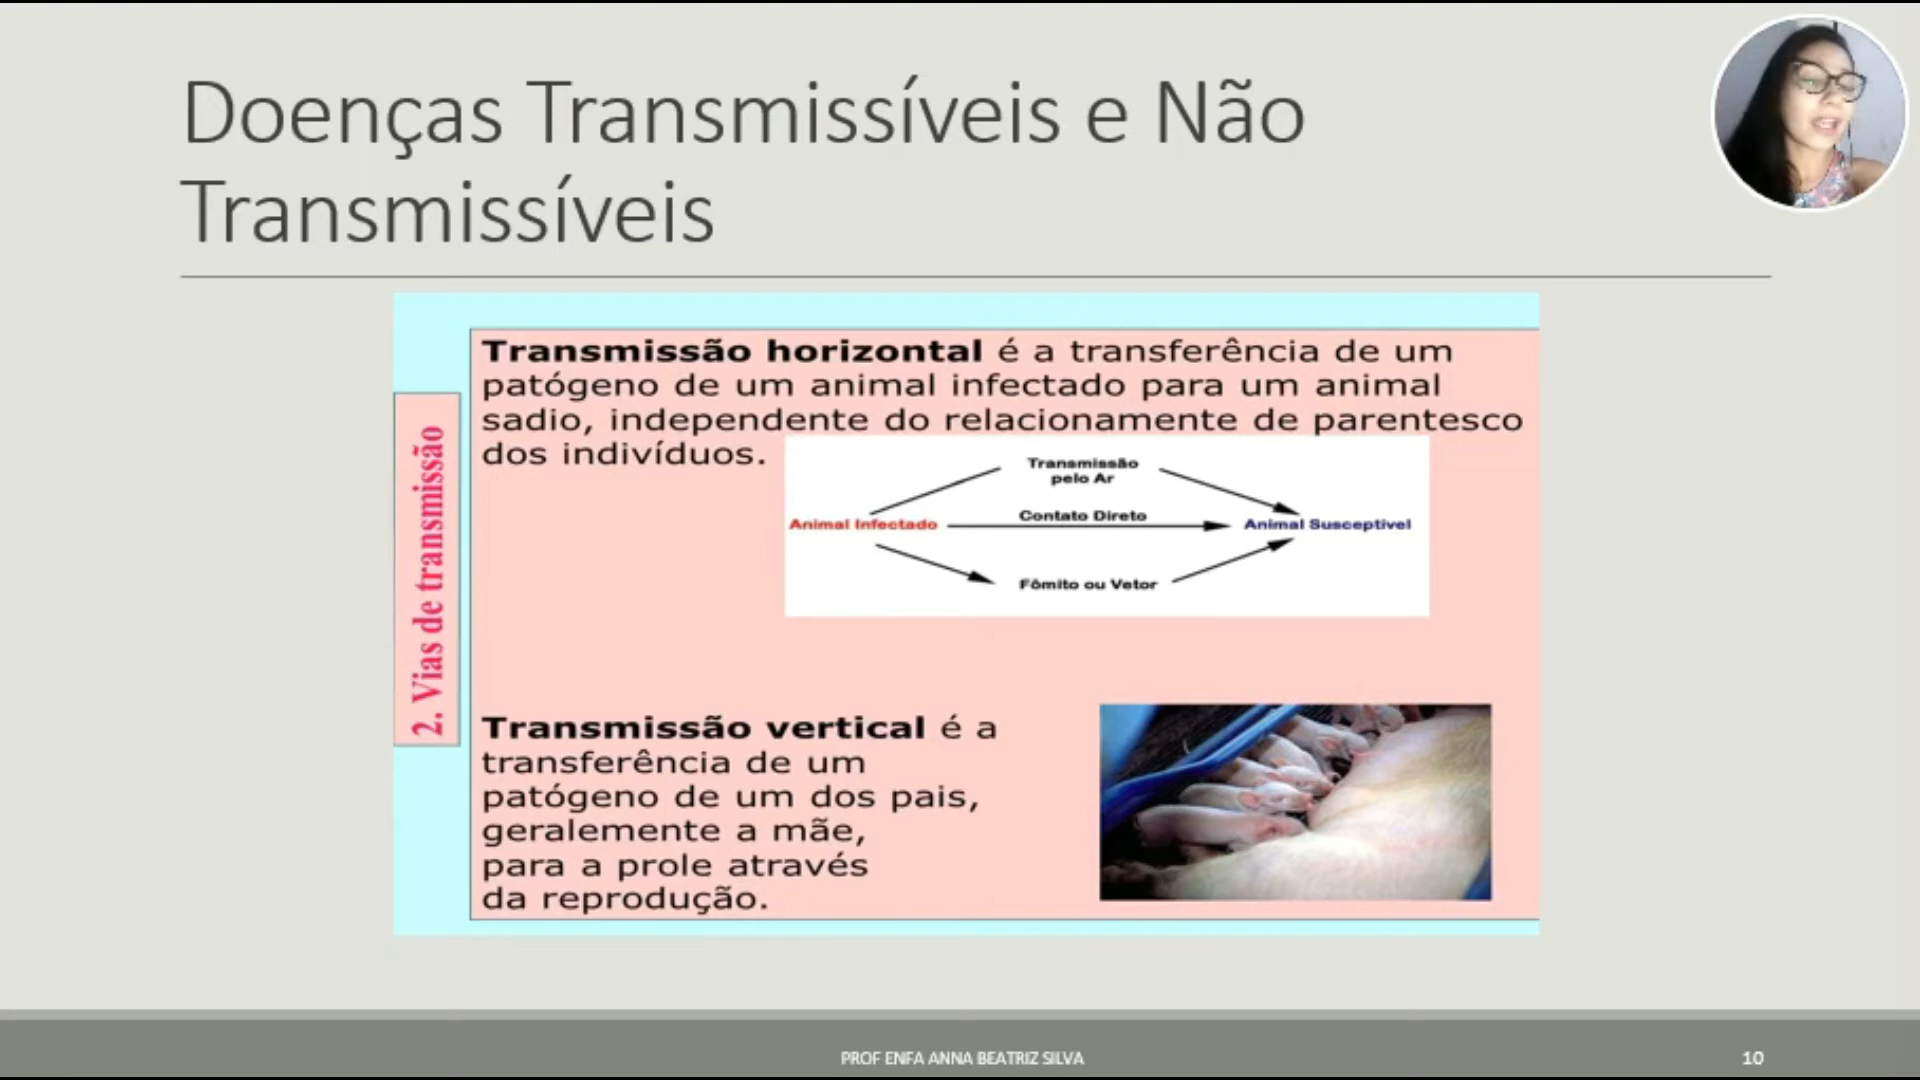 Doenças Transmissíveis e Não
Transmissíveis
2. Vias de transmissão
Transmissão horizontal é a transferência de um
patógeno de um animal infectado para um animal
sadio, independente do relacionamente de parentesco
dos indivíduos.
Transmissão
pelo Ar
Contato Direto
Animal Infectado
Animal Susceptivel
Fômito ou Vetor
Transmissão vertical é a
transferência de um
patógeno de um dos pais,
geralemente a mãe,
para a prole através
da reprodução.
PROF ENFA ANNA BEATRIZ SILVA
10